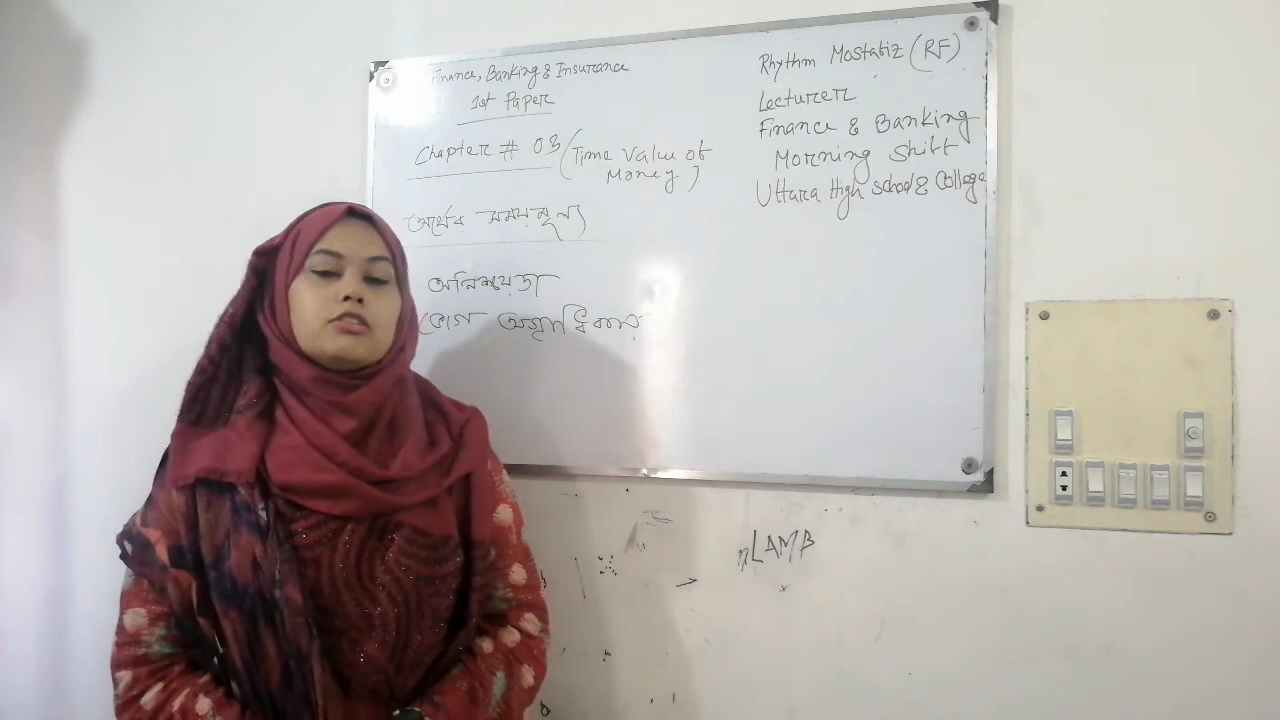 Finance, Banking & Insurance
1st Paper
Chapter # 03 (Time Value of
Money)
অর্থের সময়মূল্য
অনিশ্চয়তা
ভোগে অগ্রাধিকার
Rhythm Mostafiz (RF)
Lecturer
Finance & Banking
Morning Shift
Uttara High School & College
LAMB